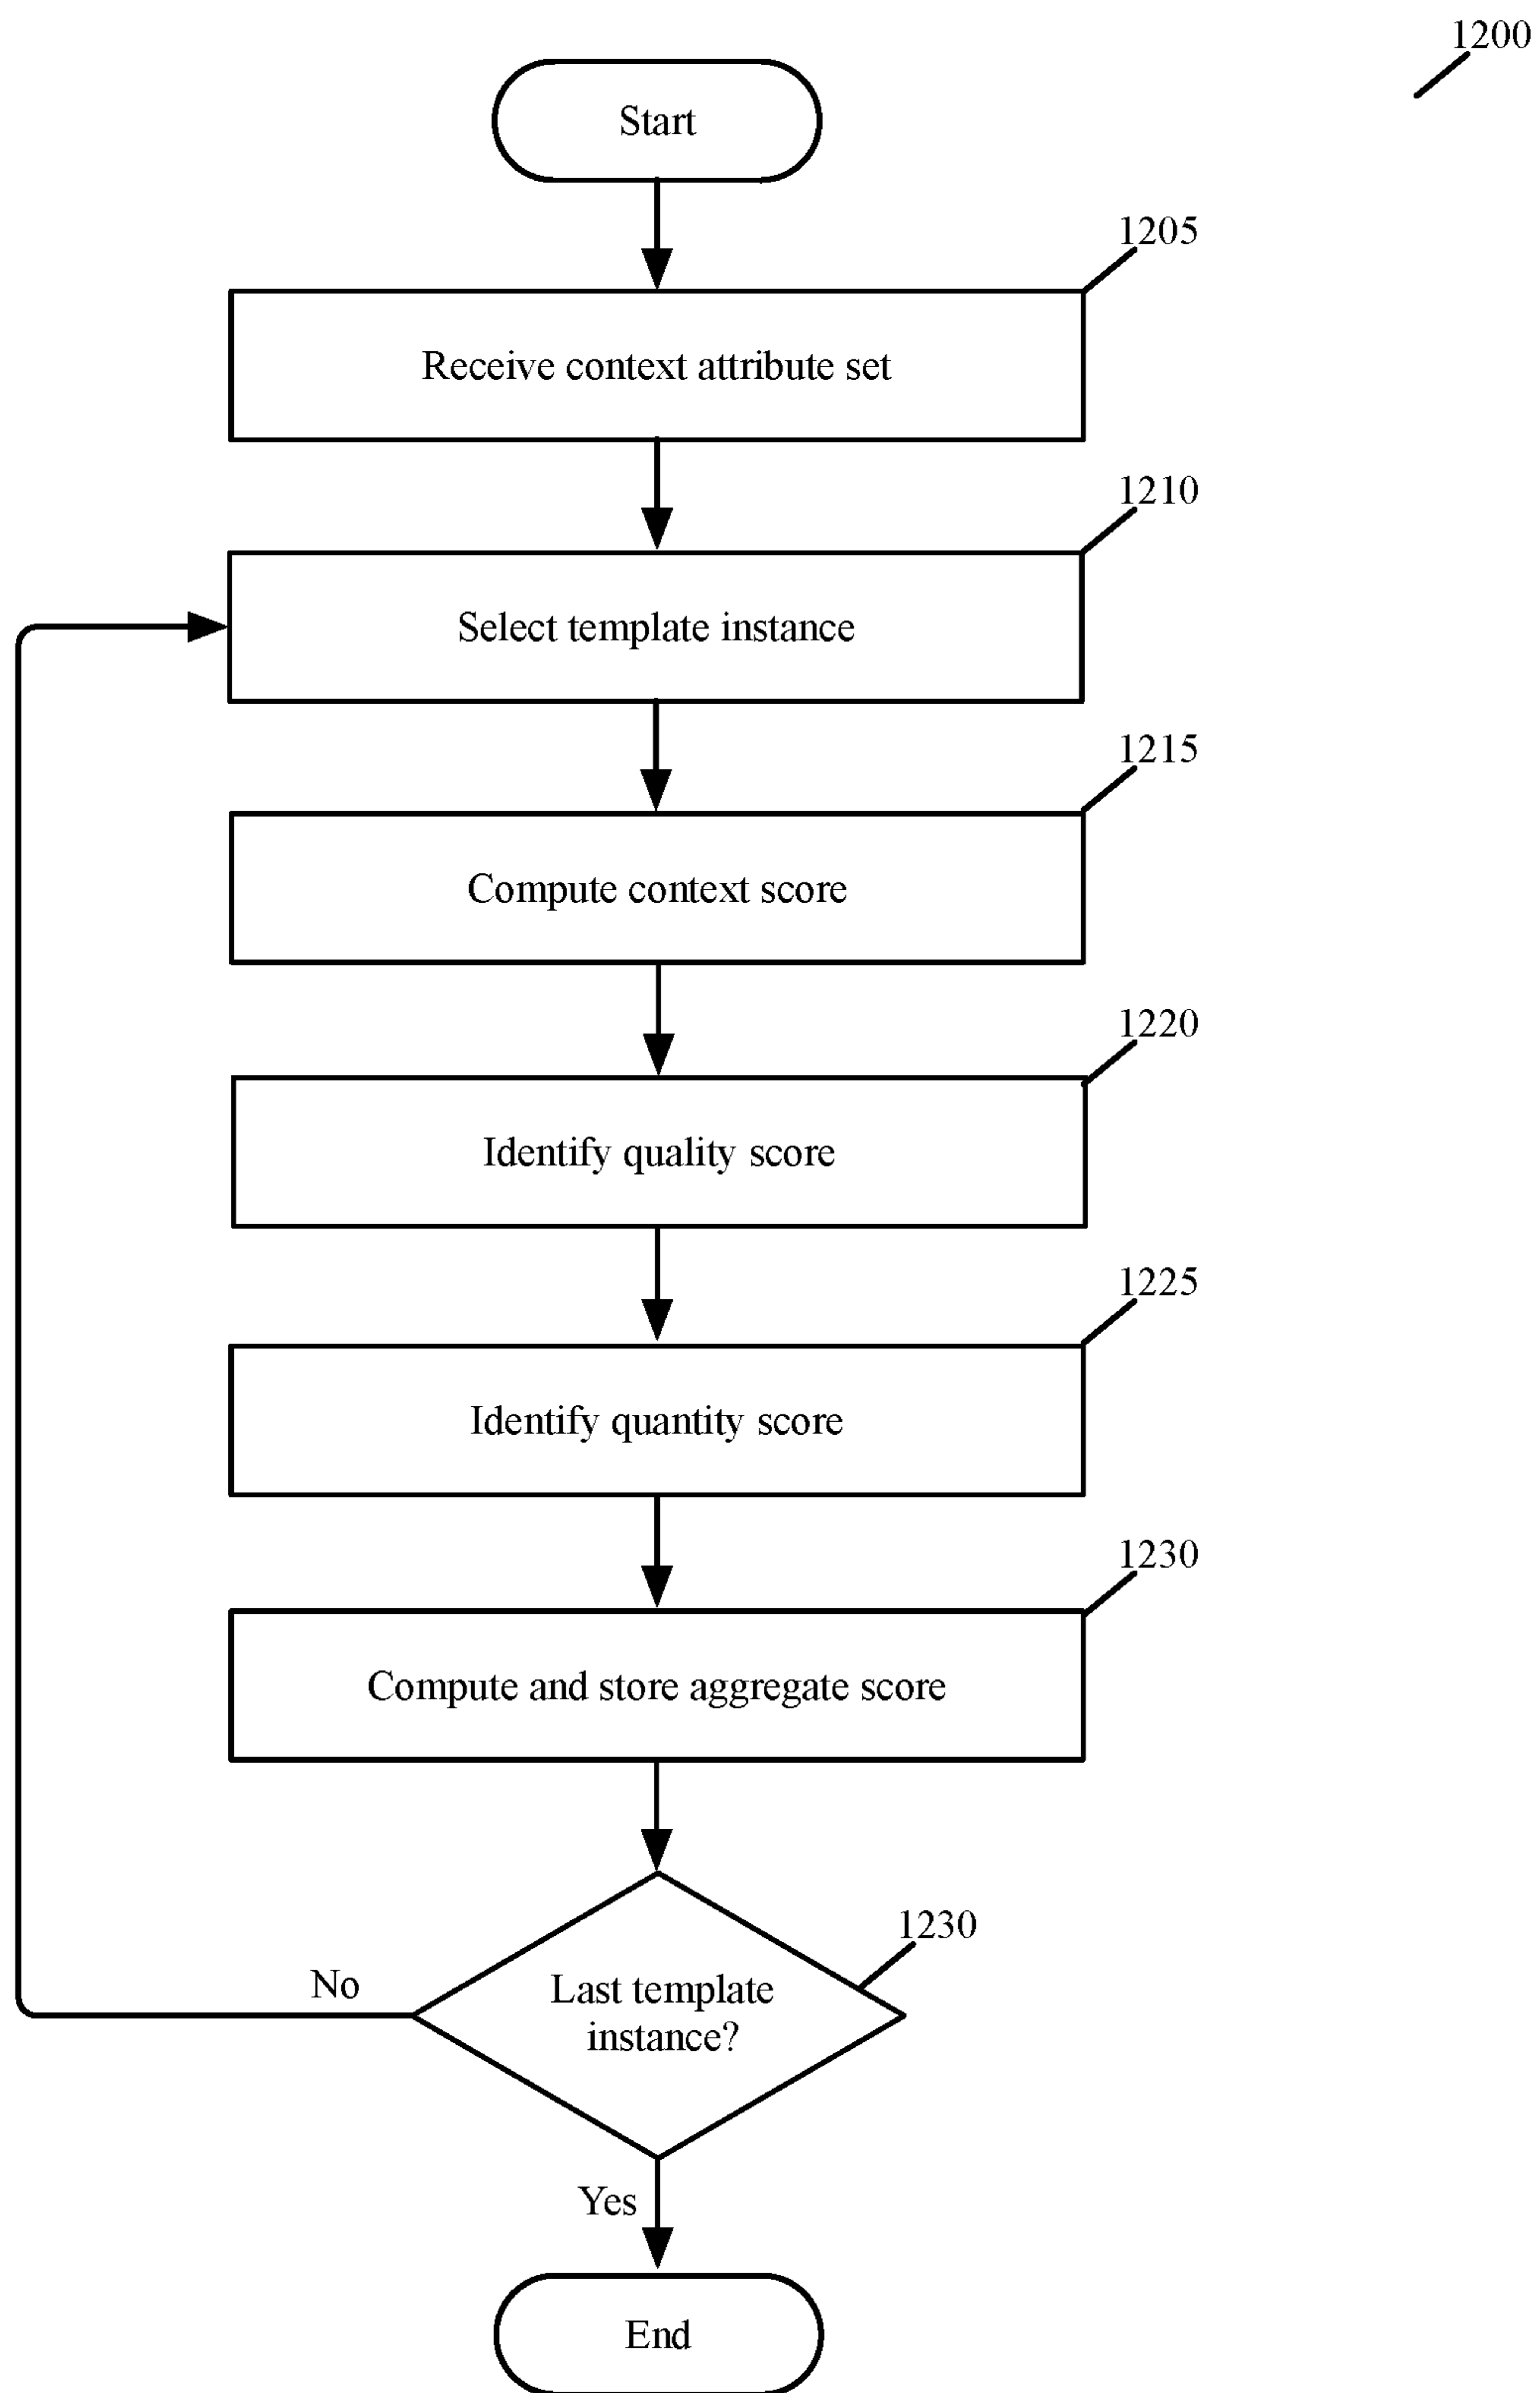 1200
Start
1205
Receive context attribute set
1210
Select template instance
1215
Compute context score
1220
Identify quality score
1225
Identify quantity score
1230
Compute and store aggregate score
1230
No
Last template
instance?
Yes
End